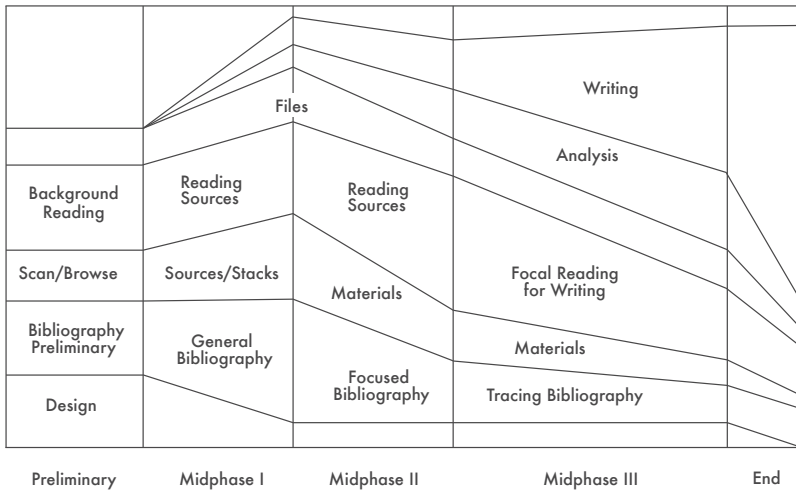 Writing
Files
Analysis
Background
Reading
Reading
Sources
Reading
Sources
Scan/Browse
Sources/Stacks
Focal Reading
for Writing
Materials
Bibliography
Preliminary
General
Bibliography
Materials
Focused
Bibliography
Tracing Bibliography
Design
Preliminary
Midphase I
Midphase II
Midphase III
End